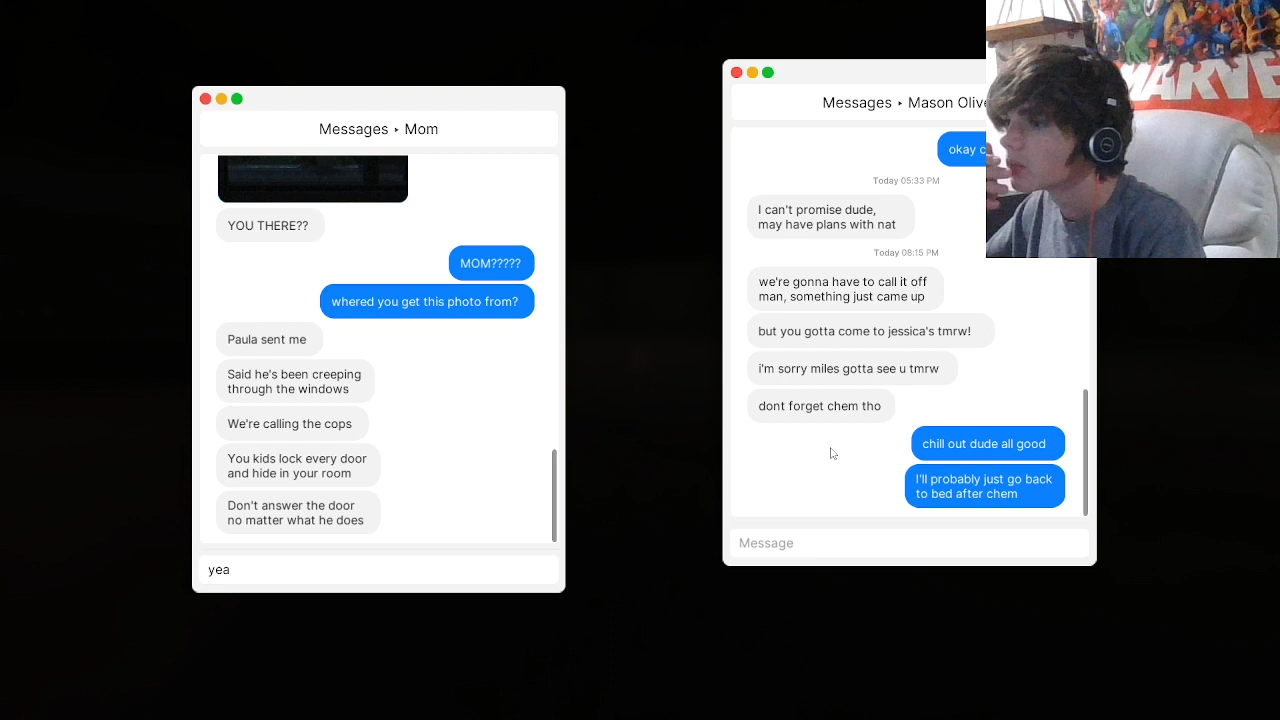 Messages ‣ Mom
YOU THERE??
MOM?????
whered you get this photo from?
Paula sent me
Said he's been creeping
through the windows
We're calling the cops
You kids lock every door
and hide in your room
Don't answer the door
no matter what he does
yea
Messages ‣ Mason Olive
okay c
Today 05:33 PM
I can't promise dude,
may have plans with nat
Today 08:15 PM
we're gonna have to call it off
man, something just came up
but you gotta come to jessica's tmrw!
i'm sorry miles gotta see u tmrw
dont forget chem tho
chill out dude all good
I'll probably just go back
to bed after chem
Message
MARVE